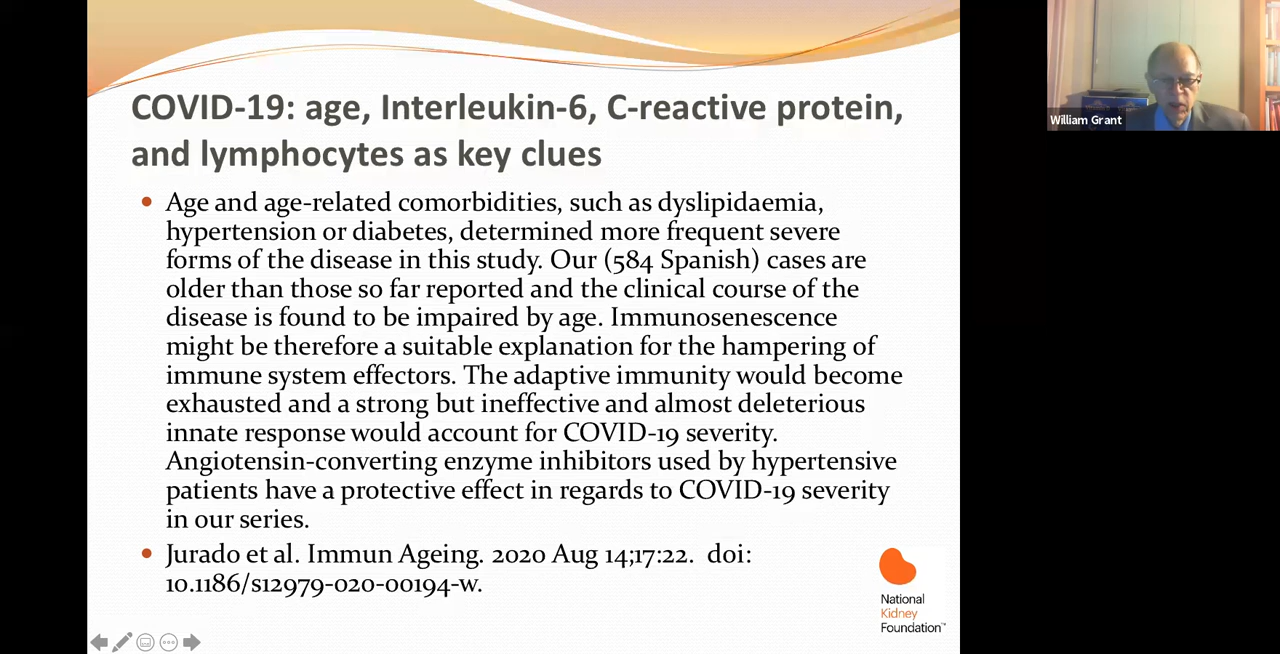 COVID-19: age, Interleukin-6, C-reactive protein,
and lymphocytes as key clues
• Age and age-related comorbidities, such as dyslipidaemia,
hypertension or diabetes, determined more frequent severe
forms of the disease in this study. Our (584 Spanish) cases are
older than those so far reported and the clinical course of the
disease is found to be impaired by age. Immunosenescence
might be therefore a suitable explanation for the hampering of
immune system effectors. The adaptive immunity would become
exhausted and a strong but ineffective and almost deleterious
innate response would account for COVID-19 severity.
Angiotensin-converting enzyme inhibitors used by hypertensive
patients have a protective effect in regards to COVID-19 severity
in our series.
• Jurado et al. Immun Ageing. 2020 Aug 14;17:22. doi:
10.1186/s12979-020-00194-w.
National
Kidney
Foundation™
William Grant